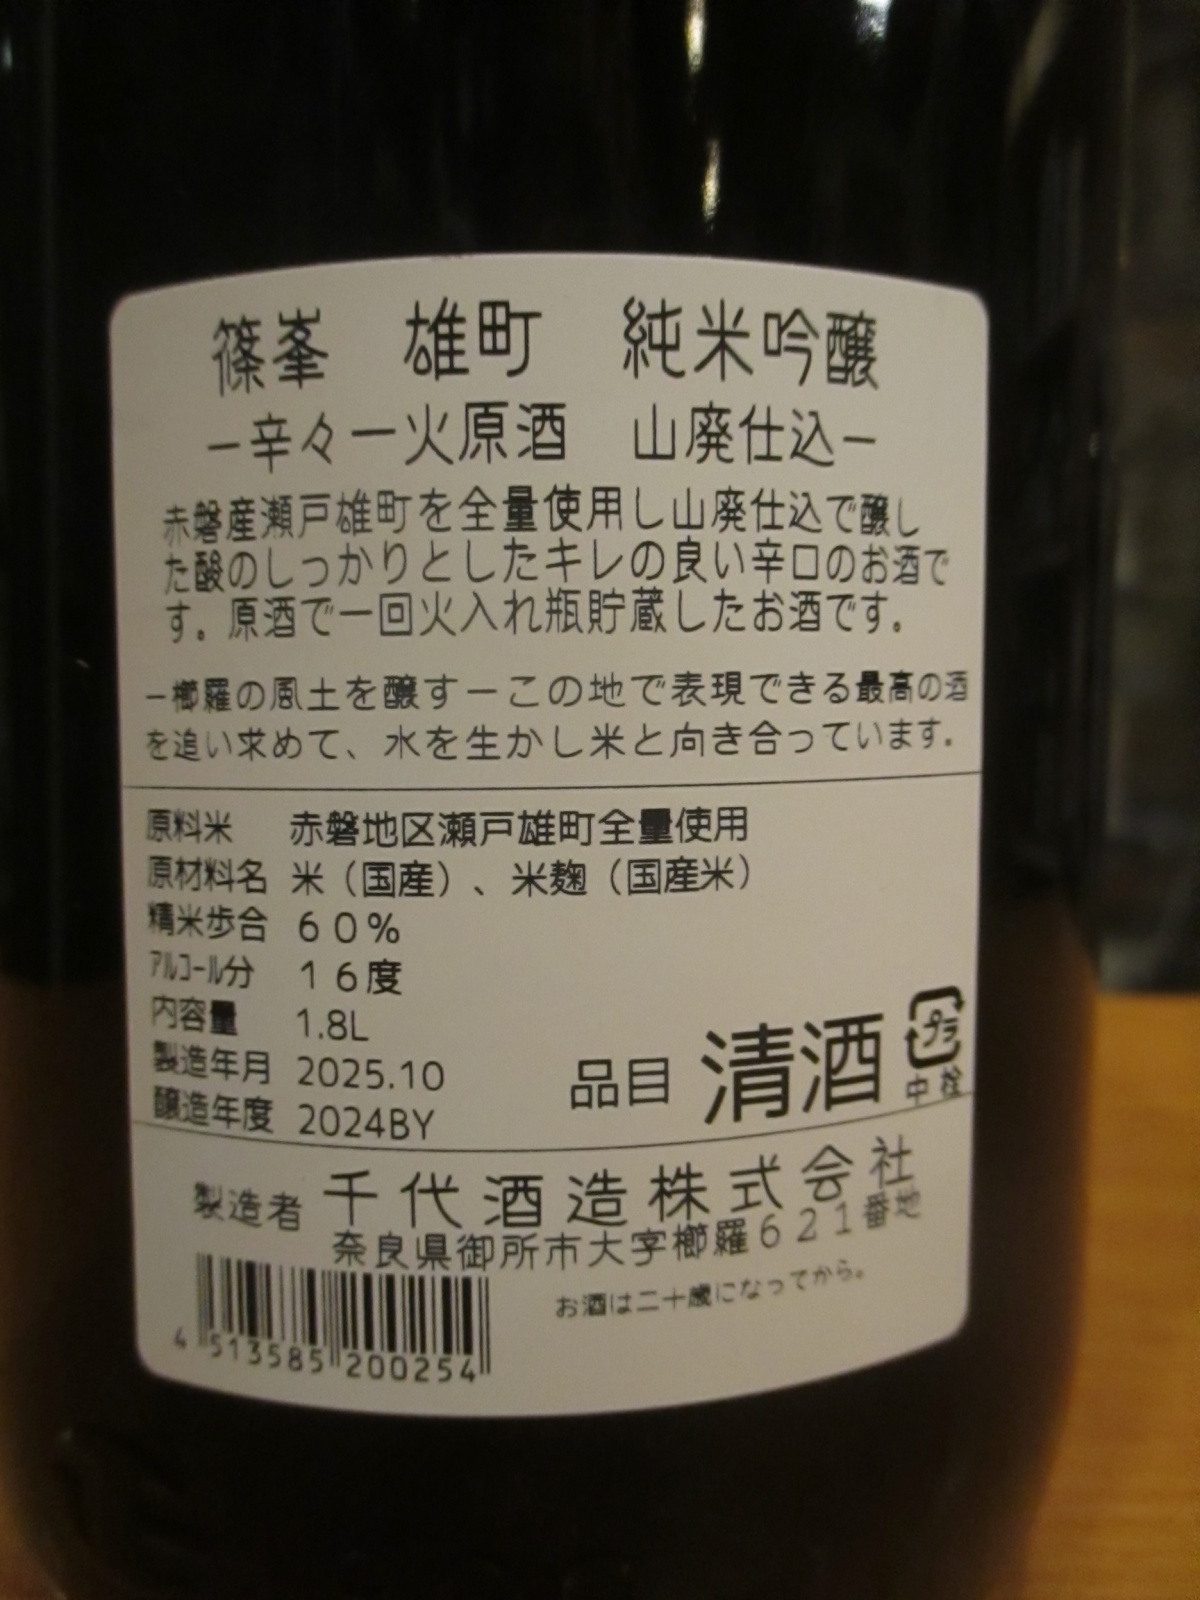 篠峯　雄町　純米吟醸
－辛々一火原酒　山廃仕込－
赤磐産瀬戸雄町を全量使用し山廃仕込で醸し
た酸のしっかりとしたキレの良い辛口のお酒で
す。原酒で一回火入れ瓶貯蔵したお酒です。
－櫛羅の風土を醸す－この地で表現できる最高の酒
を追い求めて、水を生かし米と向き合っています。
原料米　赤磐地区瀬戸雄町全量使用
原材料名　米（国産）、米麹（国産米）
精米歩合　６０％
アルコール分　１６度
内容量　1.8L
製造年月　2025.10
醸造年度　2024BY
品目　清酒
プラ
中栓
製造者　千代酒造株式会社
奈良県御所市大字櫛羅６２１番地
お酒は二十歳になってから。
4 513585 200254